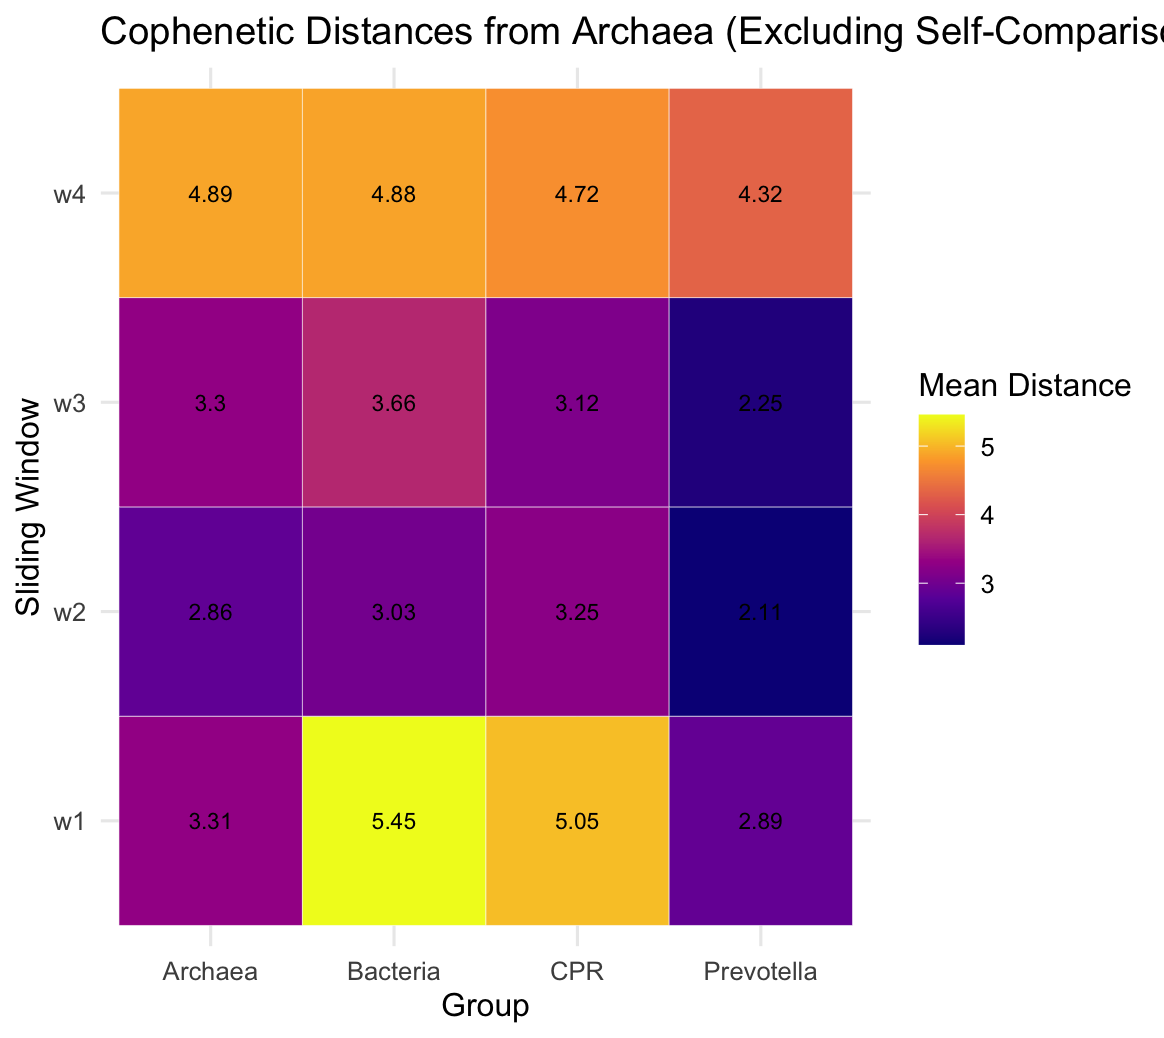 Cophenetic Distances from Archaea (Excluding Self-Comparis
w4 4.89 4.88 4.72 4.32
w3 3.3 3.66 3.12 2.25
w2 2.86 3.03 3.25 2.11
w1 3.31 5.45 5.05 2.89
Archaea Bacteria CPR Prevotella
Group
Sliding Window
Mean Distance
5
4
3